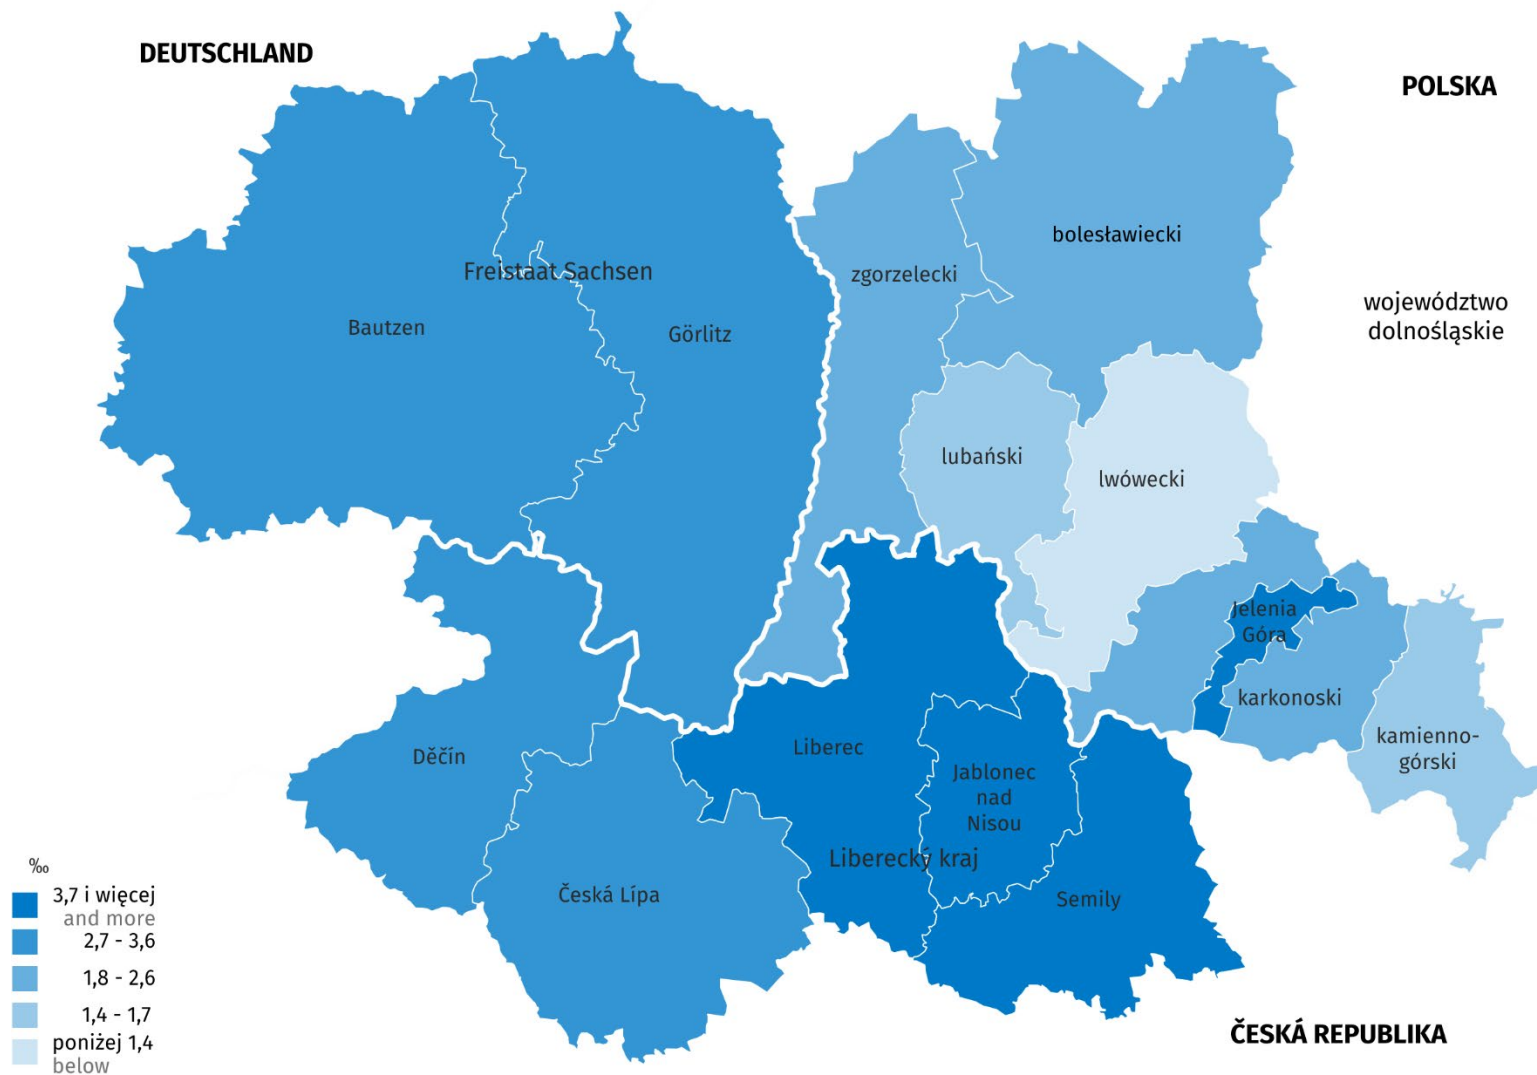 DEUTSCHLAND
POLSKA
bolesławiecki
Freistaat Sachsen
zgorzelecki
województwo
dolnośląskie
Bautzen
Görlitz
lubański
lwówecki
Jelenia
Góra
karkonoski
kamienno-
górski
Děčín
Liberec
Jablonec
nad
Nisou
Liberecký kraj
Česká Lípa
Semily
‰
3,7 i więcej
and more
2,7 - 3,6
1,8 - 2,6
1,4 - 1,7
poniżej 1,4
below
ČESKÁ REPUBLIKA